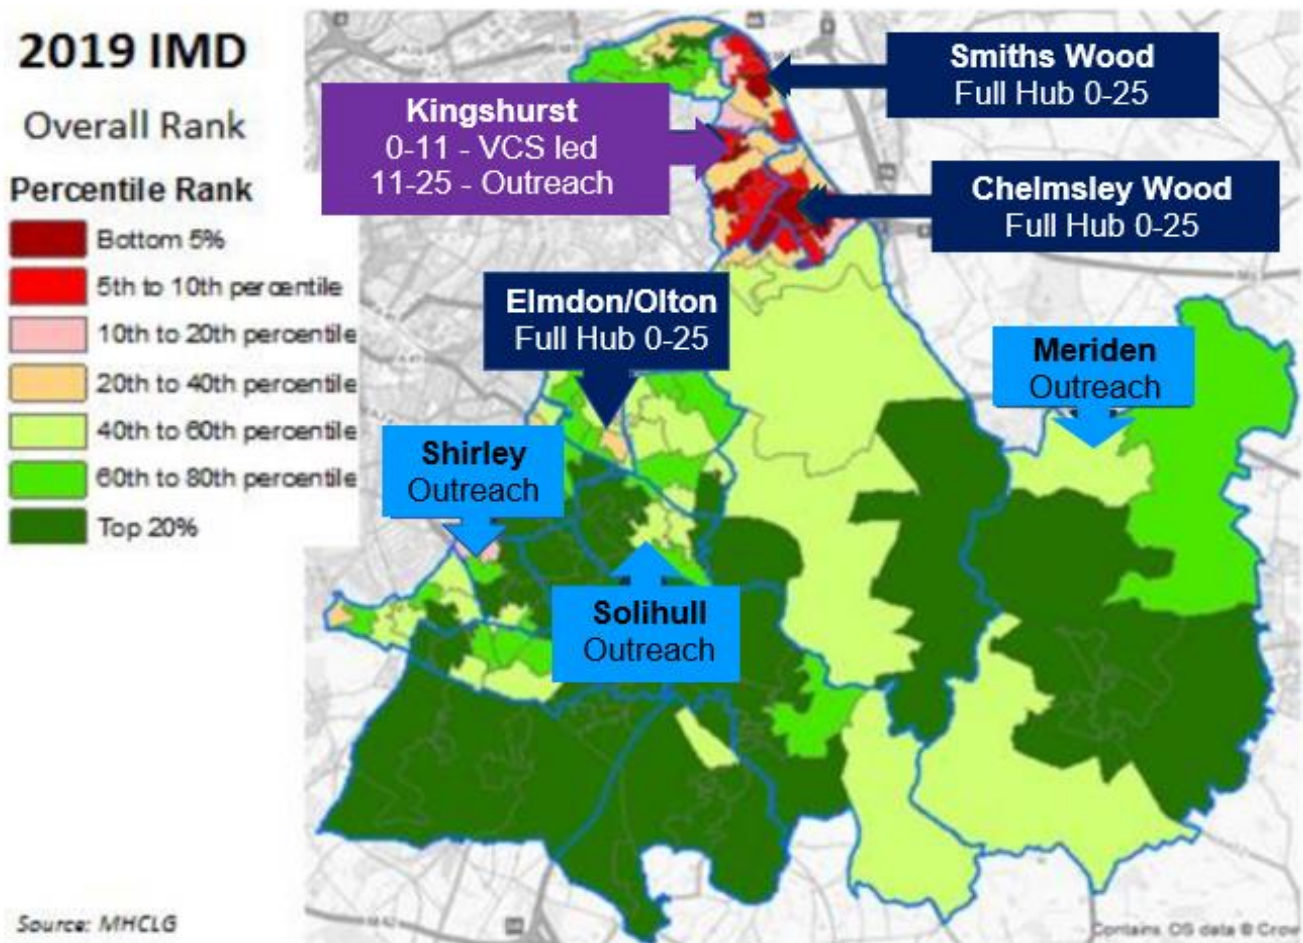 2019 IMD
Overall Rank
Percentile Rank
Bottom 5%
5th to 10th percentile
10th to 20th percentile
20th to 40th percentile
40th to 60th percentile
60th to 80th percentile
Top 20%
Source: MHCLG
Smiths Wood
Full Hub 0-25
Kingshurst
0-11 - VCS led
11-25 - Outreach
Chelmsley Wood
Full Hub 0-25
Elmdon/Olton
Full Hub 0-25
Meriden
Outreach
Shirley
Outreach
Solihull
Outreach
Contains OS data © Crow